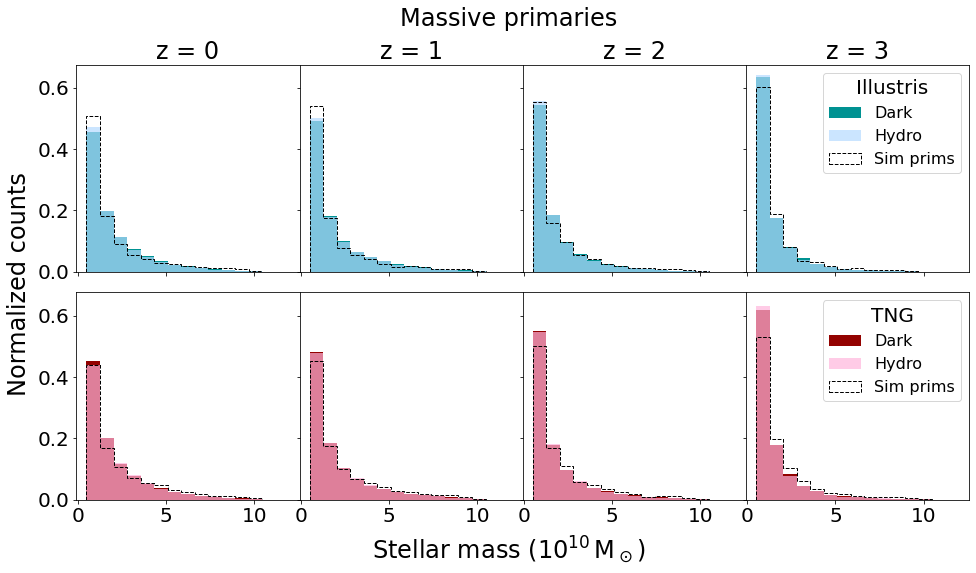 Massive primaries
z = 0 z = 1 z = 2 z = 3
0.6
0.4
0.2
0.0
Illustris
Dark
Hydro
Sim prims
Normalized counts
0.6
0.4
0.2
0.0
TNG
Dark
Hydro
Sim prims
0 5 10 0 5 10 0 5 10 0 5 10
Stellar mass (10¹⁰ M⊙)